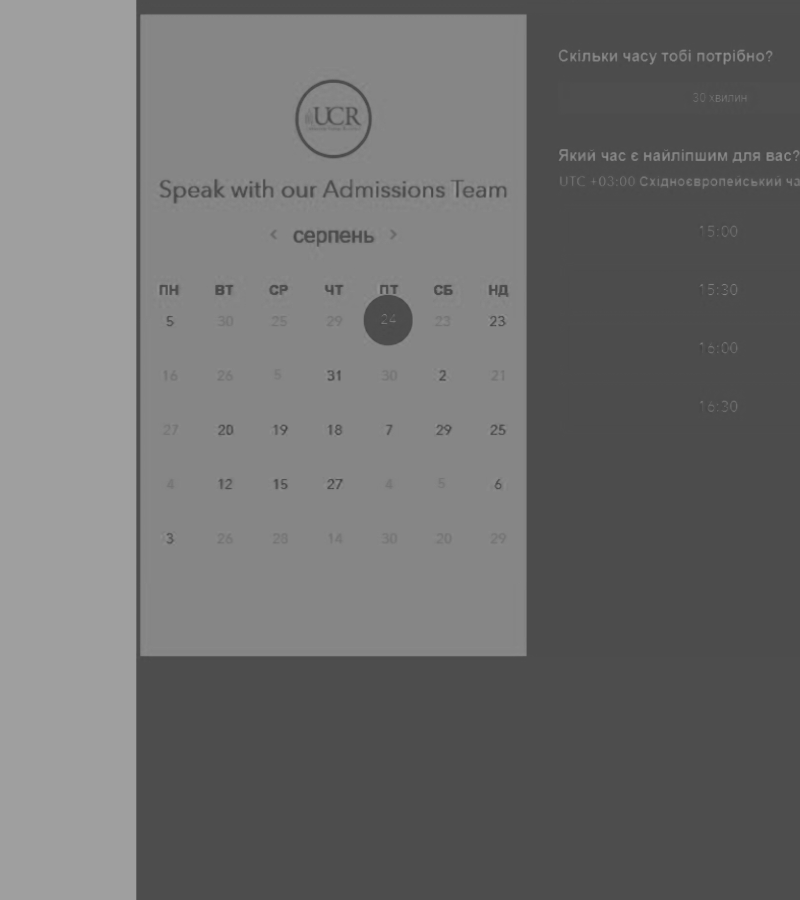 UCR
Speak with our Admissions Team
< серпень >
ПН ВТ СР ЧТ ПТ СБ НД
5 30 25 29 24 23 23
16 26 5 31 30 2 21
27 20 19 18 7 29 25
4 12 15 27 4 5 6
3 26 28 14 30 20 29
Скільки часу тобі потрібно?
30 хвилин
Який час є найліпшим для вас?
UTC +03:00 Східноєвропейський ча
15:00
15:30
16:00
16:30